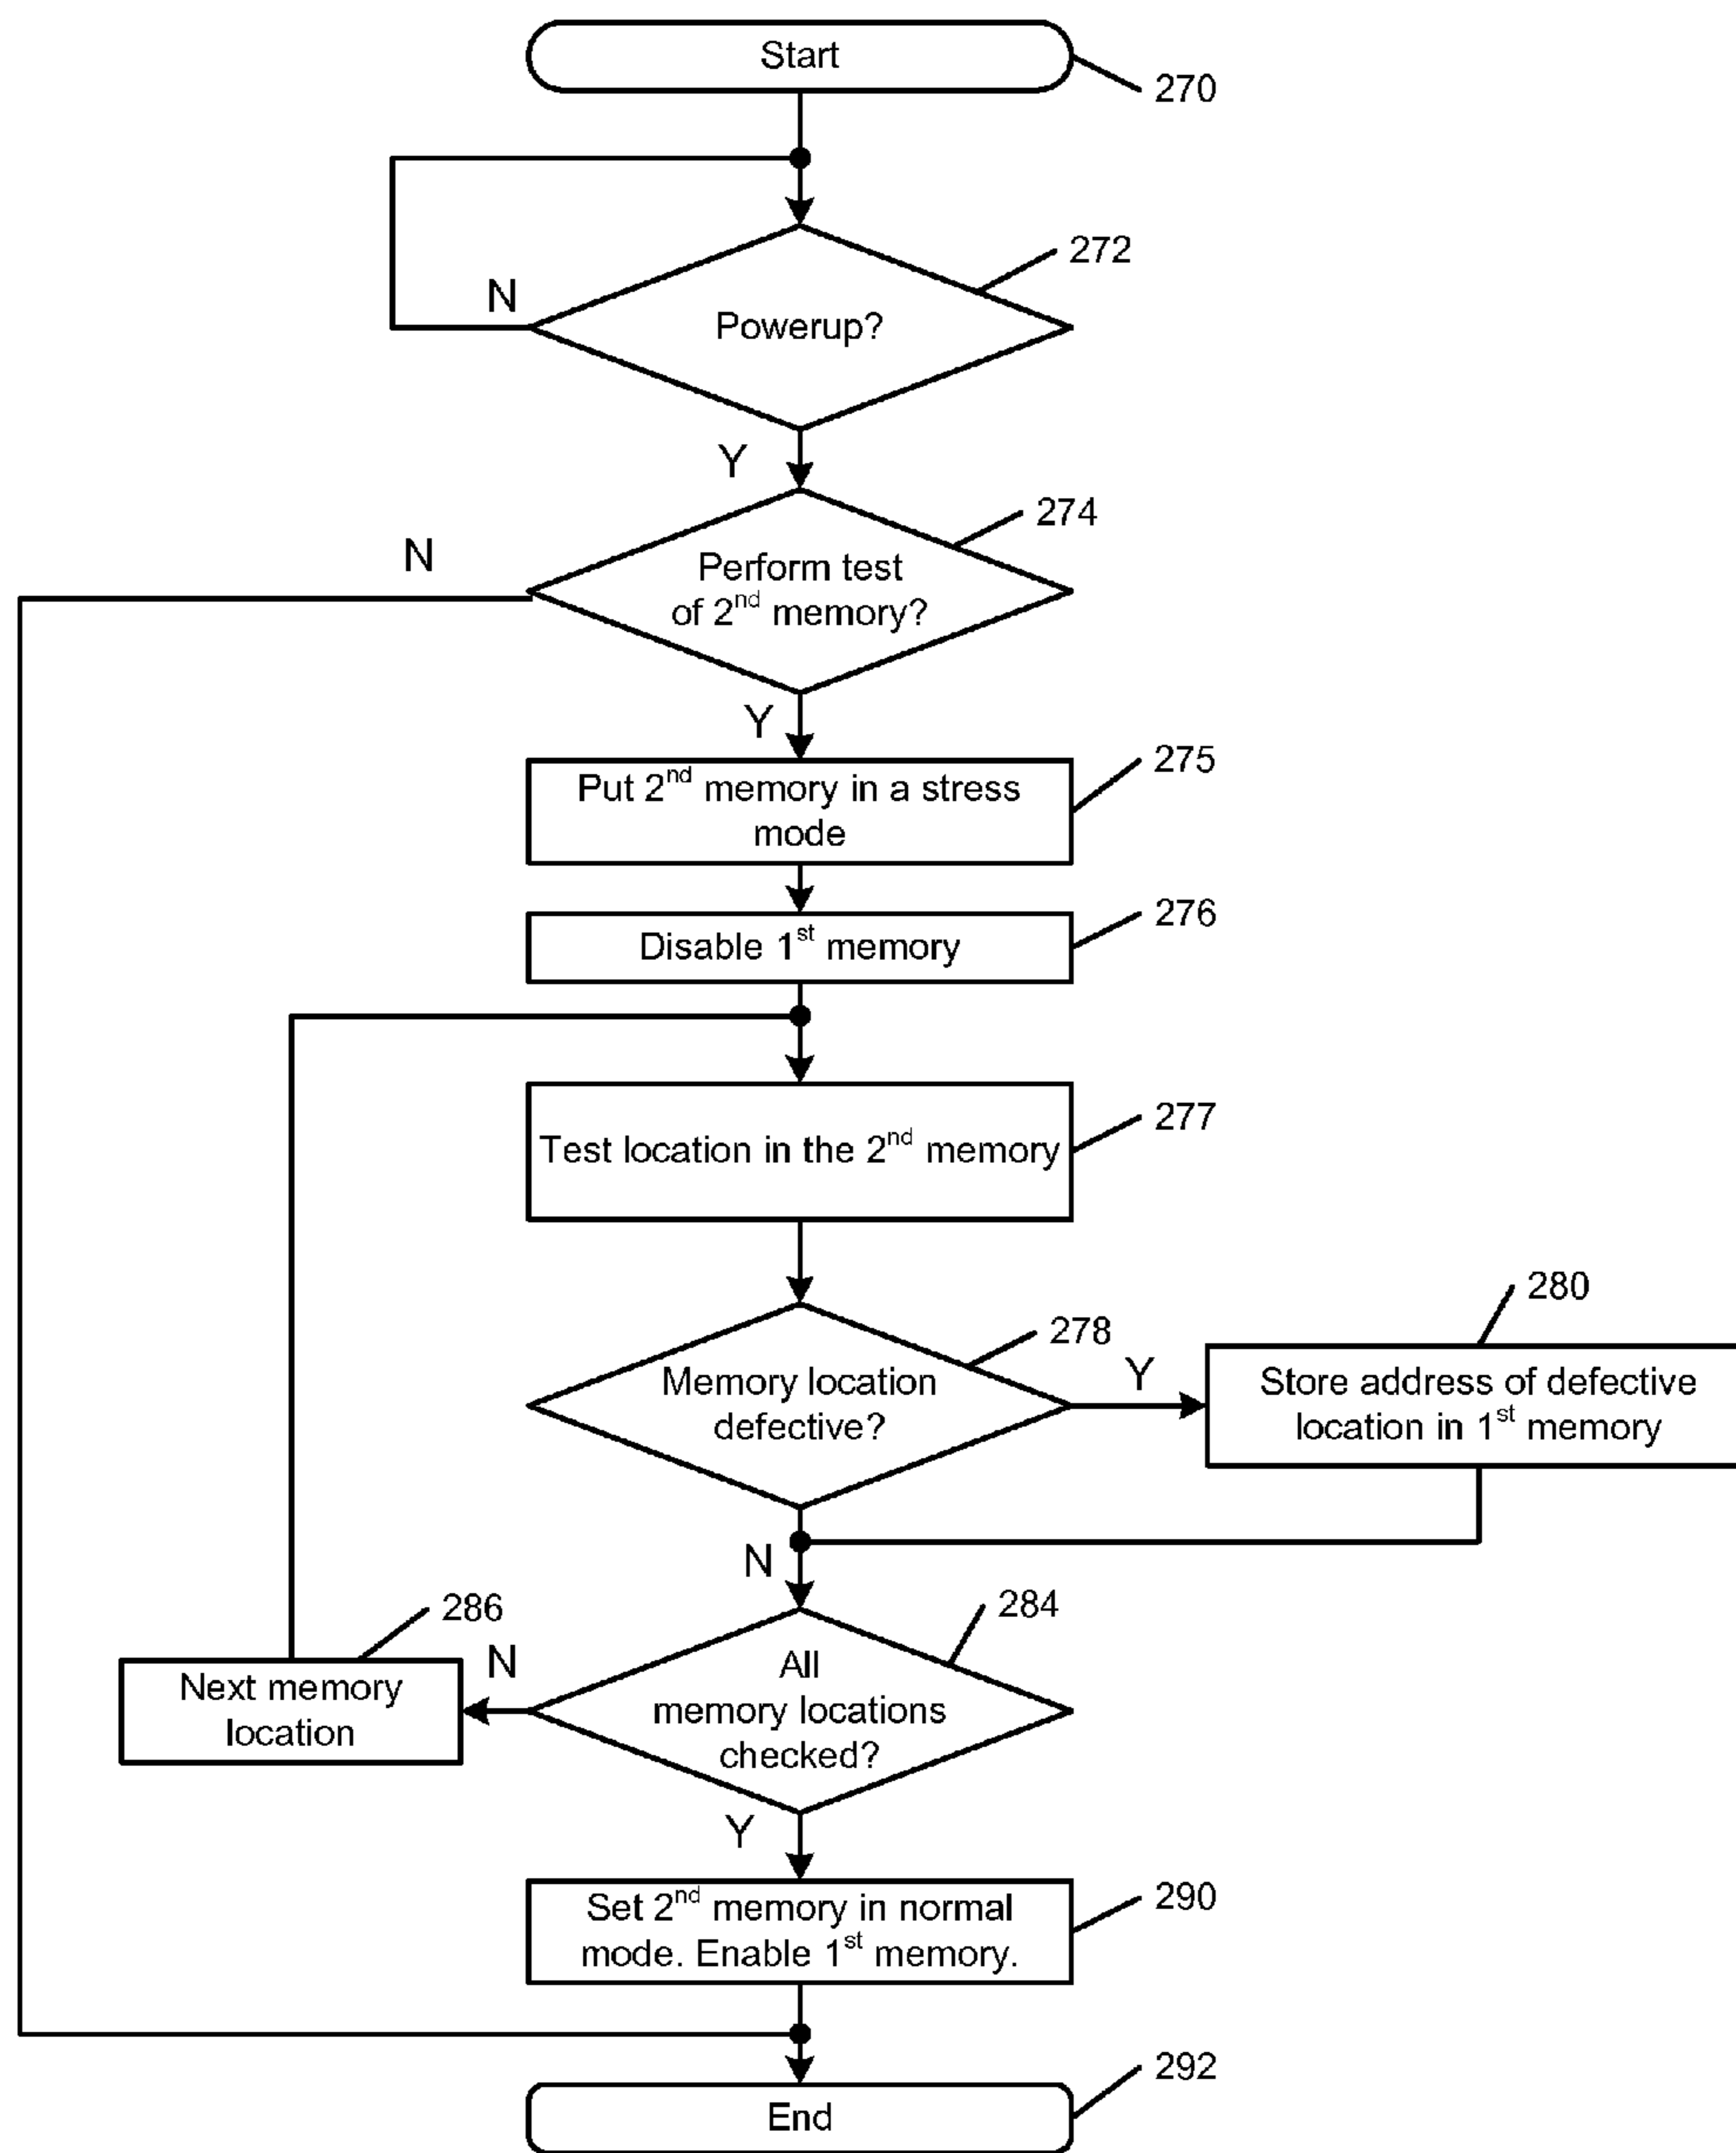 Start
270
272
N
Powerup?
Y
274
N
Perform test
of 2nd memory?
Y
275
Put 2nd memory in a stress
mode
276
Disable 1st memory
277
Test location in the 2nd memory
280
278
Y
Memory location
defective?
Store address of defective
location in 1st memory
N
286
284
N
All
memory locations
checked?
Next memory
location
Y
290
Set 2nd memory in normal
mode. Enable 1st memory.
292
End